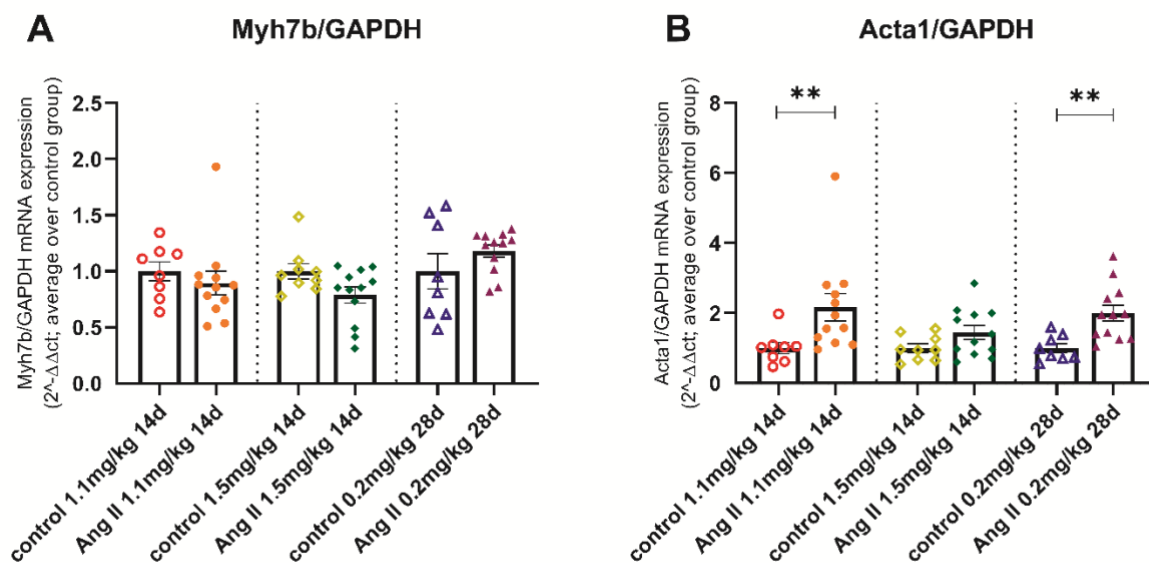 A
Myh7b/GAPDH
Myh7b/GAPDH mRNA expression
(2^-ΔΔct; average over control group)
2.5
2.0
1.5
1.0
0.5
0.0
control 1.1mg/kg 14d
Ang II 1.1mg/kg 14d
control 1.5mg/kg 14d
Ang II 1.5mg/kg 14d
control 0.2mg/kg 28d
Ang II 0.2mg/kg 28d
B
Acta1/GAPDH
Acta1/GAPDH mRNA expression
(2^-ΔΔct; average over control group)
8
6
4
2
0
**
**
control 1.1mg/kg 14d
Ang II 1.1mg/kg 14d
control 1.5mg/kg 14d
Ang II 1.5mg/kg 14d
control 0.2mg/kg 28d
Ang II 0.2mg/kg 28d